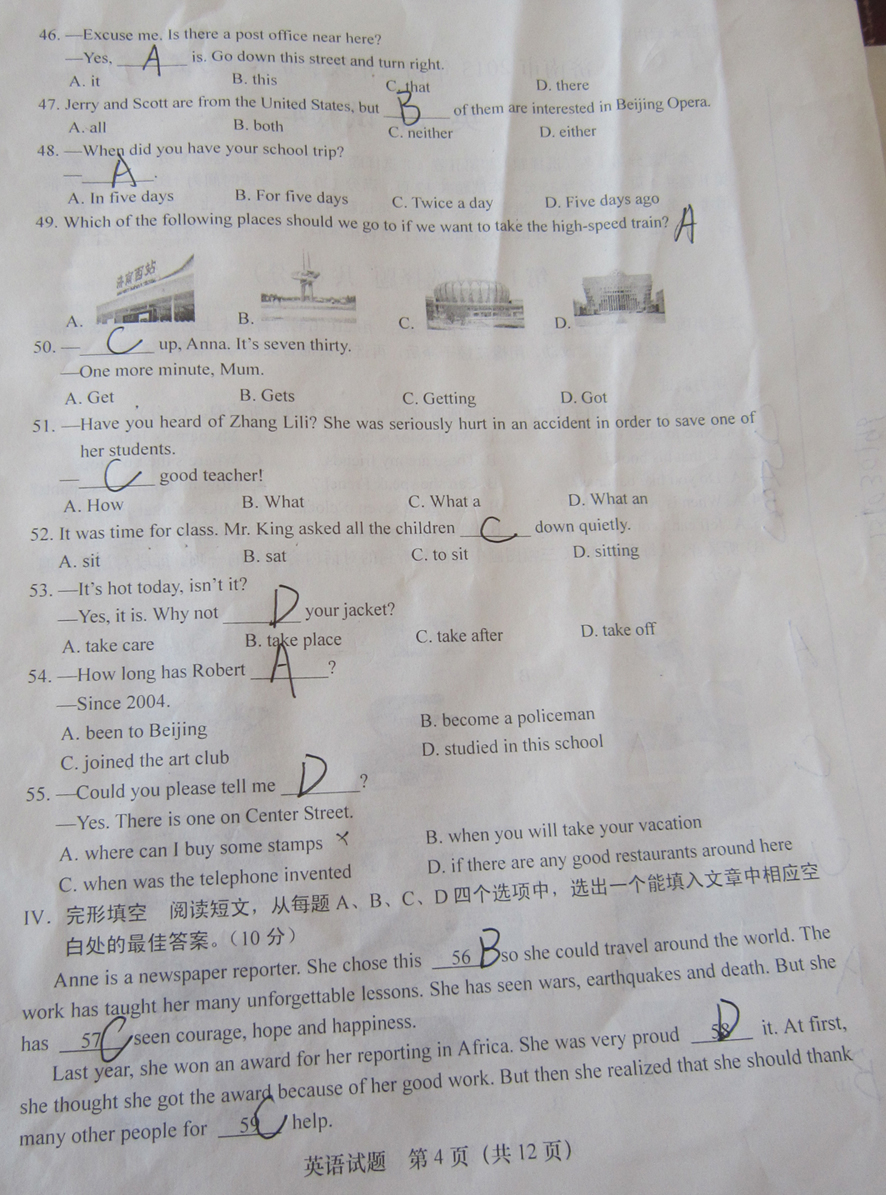 46. —Excuse me. Is there a post office near here?
—Yes, A is. Go down this street and turn right.
A. it B. this C. that D. there
47. Jerry and Scott are from the United States, but B of them are interested in Beijing Opera.
A. all B. both C. neither D. either
48. —When did you have your school trip?
— A .
A. In five days B. For five days C. Twice a day D. Five days ago
49. Which of the following places should we go to if we want to take the high-speed train? A
济南西站
A. B. C. D.
50. — C up, Anna. It's seven thirty.
—One more minute, Mum.
A. Get B. Gets C. Getting D. Got
51. —Have you heard of Zhang Lili? She was seriously hurt in an accident in order to save one of
her students.
— C good teacher!
A. How B. What C. What a D. What an
52. It was time for class. Mr. King asked all the children C down quietly.
A. sit B. sat C. to sit D. sitting
53. —It's hot today, isn't it?
—Yes, it is. Why not D your jacket?
A. take care B. take place C. take after D. take off
54. —How long has Robert A ?
—Since 2004.
A. been to Beijing B. become a policeman
C. joined the art club D. studied in this school
55. —Could you please tell me D ?
—Yes. There is one on Center Street.
A. where can I buy some stamps × B. when you will take your vacation
C. when was the telephone invented D. if there are any good restaurants around here
IV. 完形填空 阅读短文，从每题 A、B、C、D 四个选项中，选出一个能填入文章中相应空
白处的最佳答案。（10 分）
Anne is a newspaper reporter. She chose this 56 B so she could travel around the world. The
work has taught her many unforgettable lessons. She has seen wars, earthquakes and death. But she
has 57 C seen courage, hope and happiness.
Last year, she won an award for her reporting in Africa. She was very proud 58 D it. At first,
she thought she got the award because of her good work. But then she realized that she should thank
many other people for 59 C help.
英语试题 第 4 页（共 12 页）